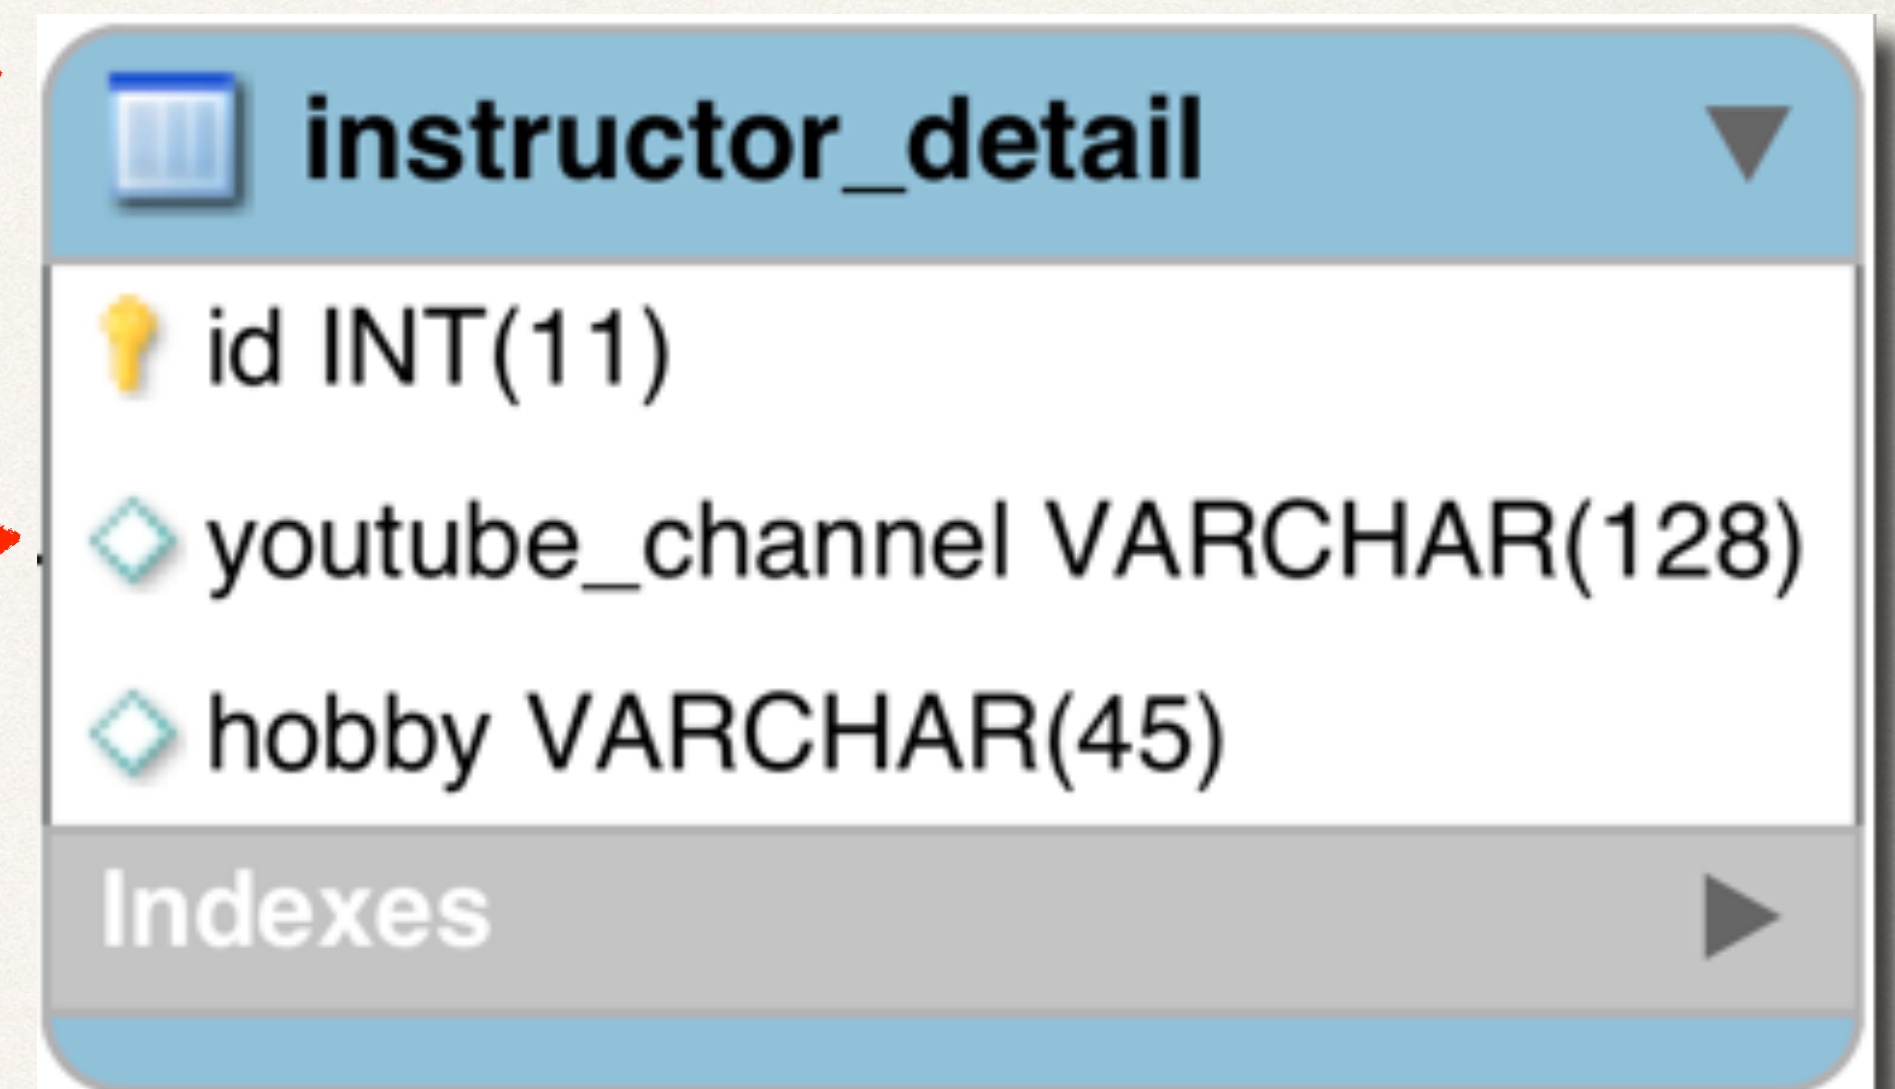 instructor_detail
id INT(11)
youtube_channel VARCHAR(128)
hobby VARCHAR(45)
Indexes